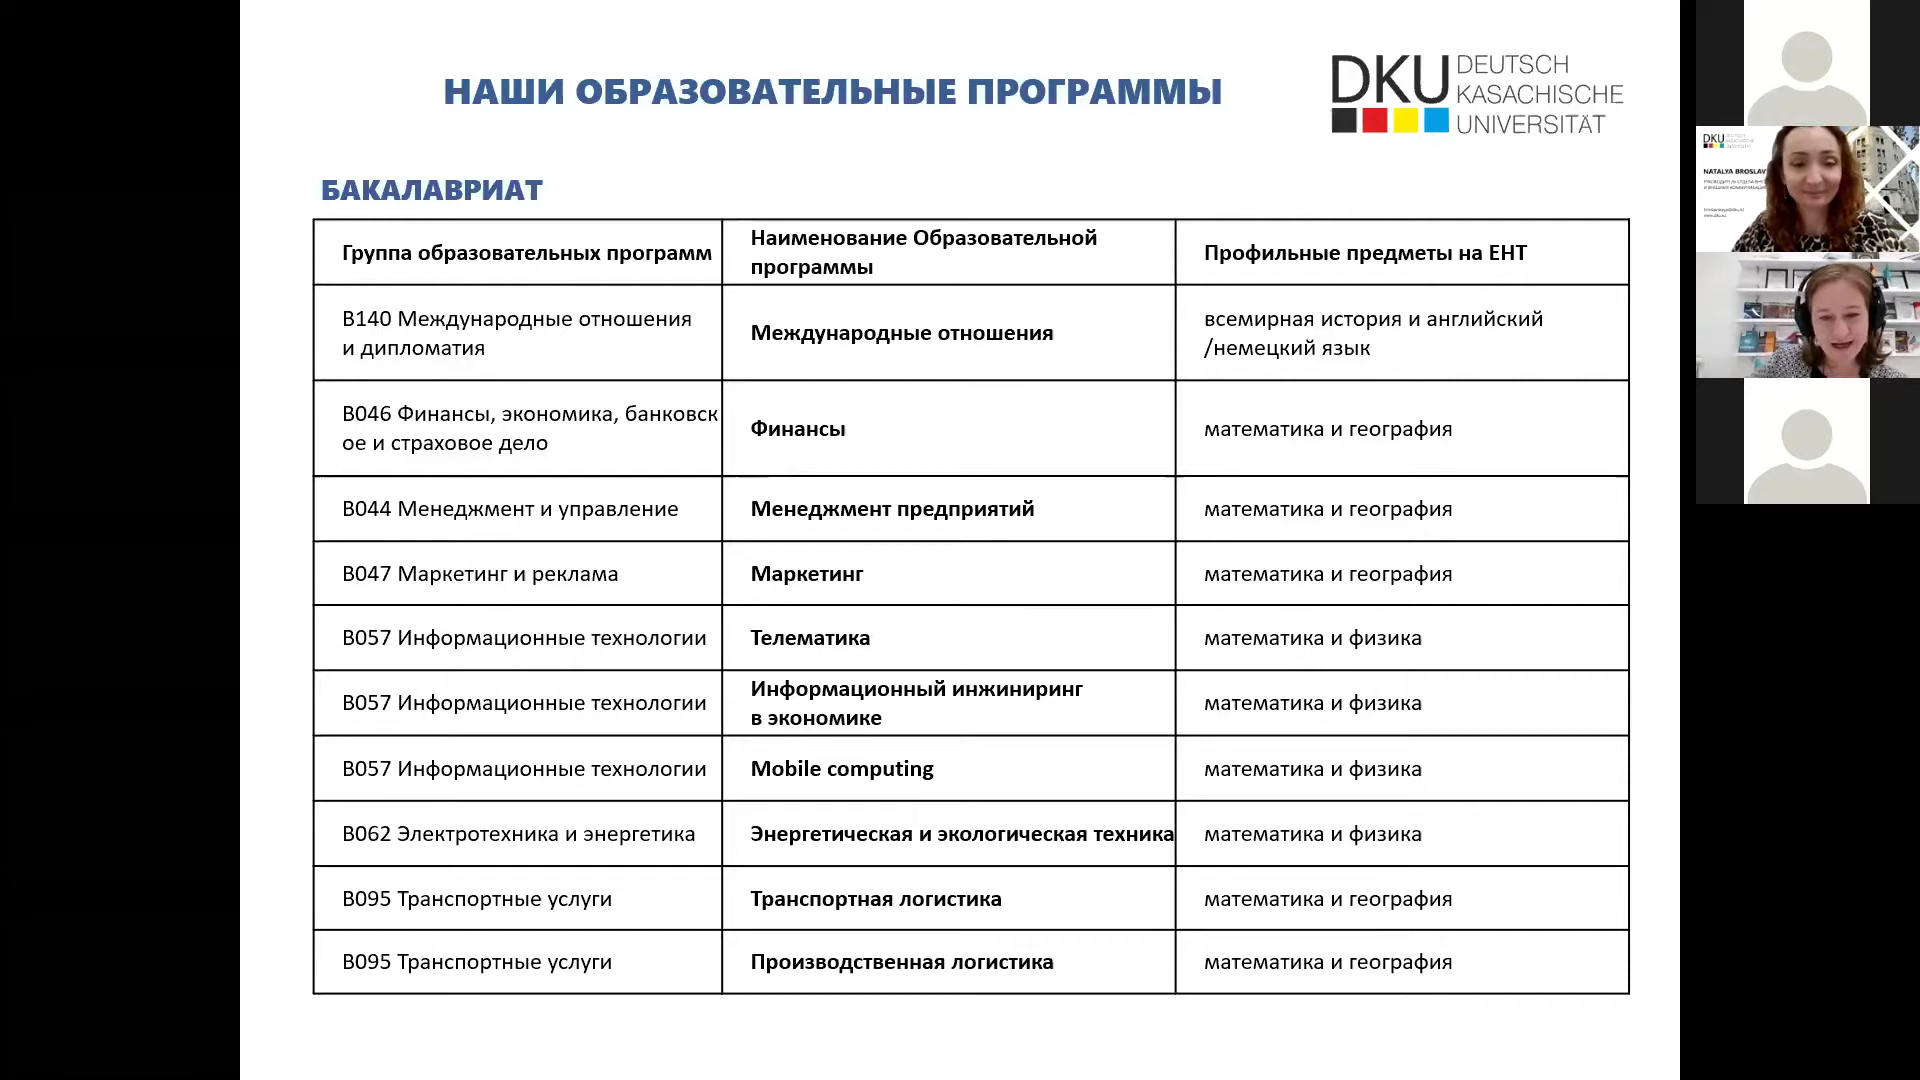 НАШИ ОБРАЗОВАТЕЛЬНЫЕ ПРОГРАММЫ
DKU DEUTSCH
KASACHISCHE
UNIVERSITÄT
БАКАЛАВРИАТ
Группа образовательных программ
Наименование Образовательной
программы
Профильные предметы на ЕНТ
B140 Международные отношения
и дипломатия
Международные отношения
всемирная история и английский
/немецкий язык
B046 Финансы, экономика, банковск
ое и страховое дело
Финансы
математика и география
B044 Менеджмент и управление
Менеджмент предприятий
математика и география
B047 Маркетинг и реклама
Маркетинг
математика и география
B057 Информационные технологии
Телематика
математика и физика
B057 Информационные технологии
Информационный инжиниринг
в экономике
математика и физика
B057 Информационные технологии
Mobile computing
математика и физика
B062 Электротехника и энергетика
Энергетическая и экологическая техника
математика и физика
B095 Транспортные услуги
Транспортная логистика
математика и география
B095 Транспортные услуги
Производственная логистика
математика и география
DKU
NATALYA BROSLAV